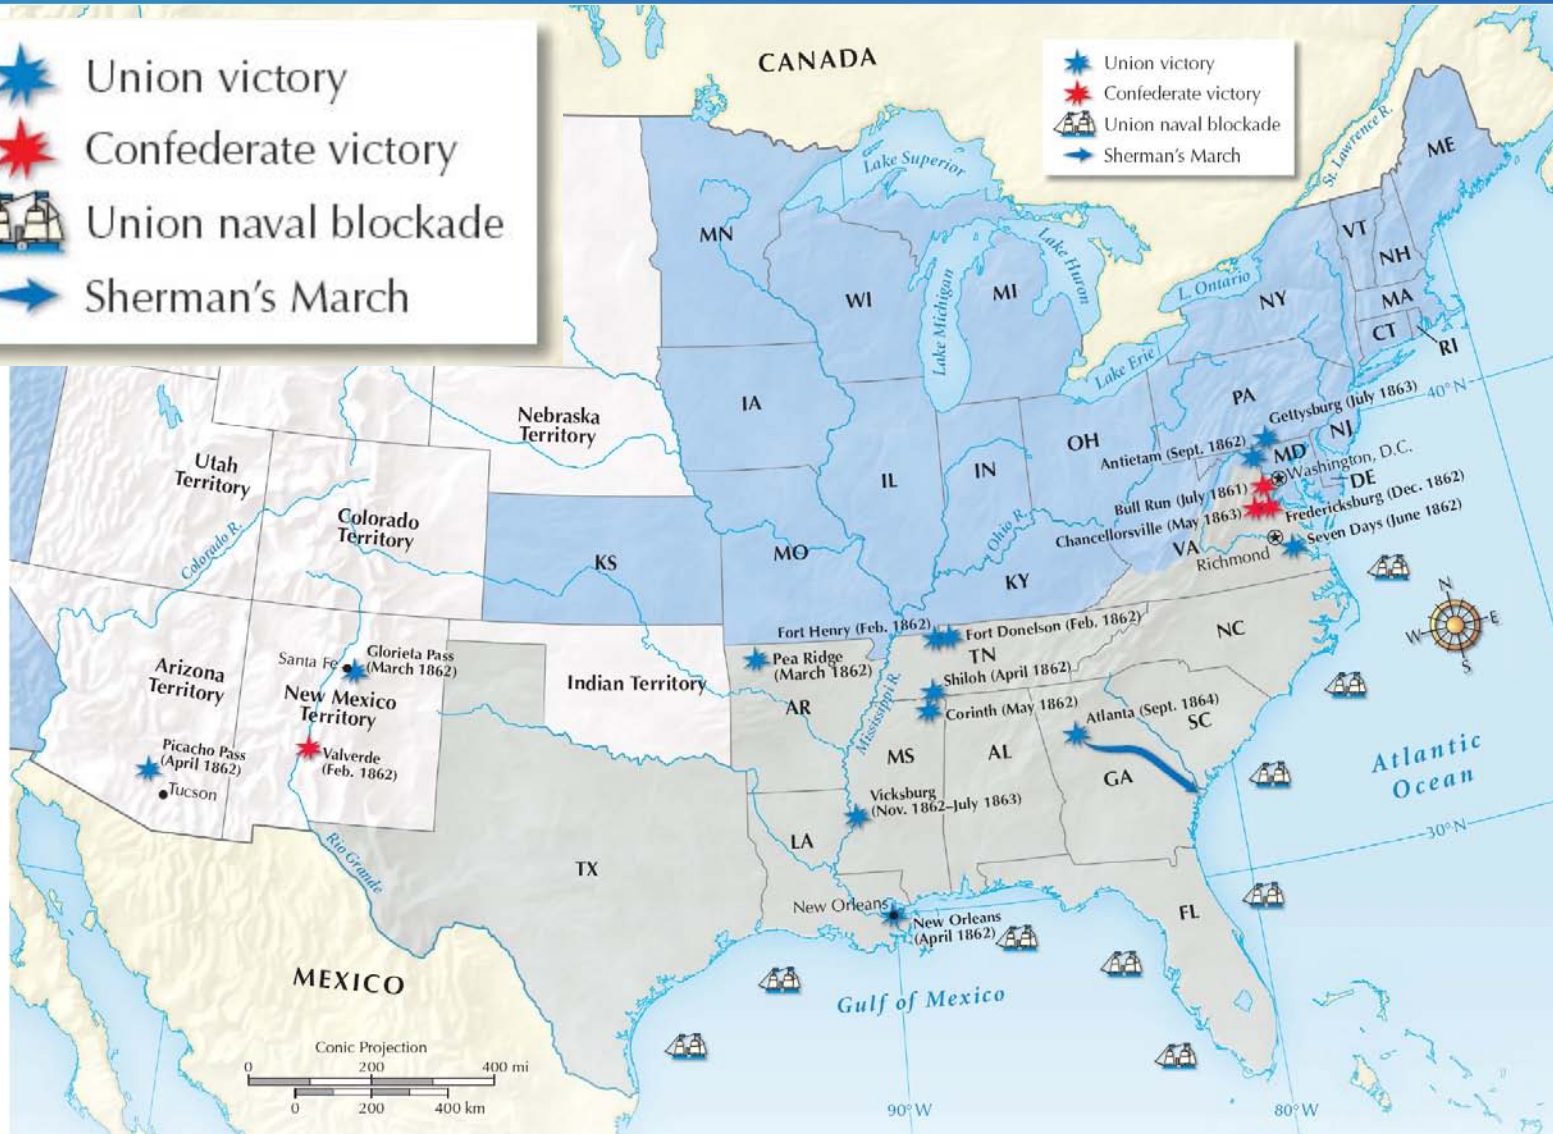 Union victory
Confederate victory
Union naval blockade
Sherman's March
CANADA
Union victory
Confederate victory
Union naval blockade
Sherman's March
St. Lawrence R.
ME
Lake Superior
VT
NH
MN
Lake Huron
L. Ontario
NY
MA
WI
MI
Lake Michigan
CT
RI
Lake Erie
40° N
PA
Gettysburg (July 1863)
IA
Nebraska
Territory
NJ
OH
Antietam (Sept. 1862)
MD
Washington, D.C.
Utah
Territory
IL
IN
DE
Bull Run (July 1861)
Fredericksburg (Dec. 1862)
Chancellorsville (May 1863)
Seven Days (June 1862)
Colorado
Territory
Colorado R.
Ohio R.
VA
Richmond
KS
MO
KY
N
W
E
S
Fort Henry (Feb. 1862)
Fort Donelson (Feb. 1862)
NC
TN
Santa Fe
Glorieta Pass
(March 1862)
Pea Ridge
(March 1862)
Shiloh (April 1862)
Arizona
Territory
Indian Territory
New Mexico
Territory
Mississippi R.
AR
Corinth (May 1862)
Atlanta (Sept. 1864)
SC
Picacho Pass
(April 1862)
Valverde
(Feb. 1862)
MS
AL
GA
Atlantic
Ocean
Tucson
Vicksburg
(Nov. 1862–July 1863)
30° N
LA
Rio Grande
TX
New Orleans
New Orleans
(April 1862)
FL
MEXICO
Gulf of Mexico
Conic Projection
0 200 400 mi
0 200 400 km
90° W
80° W